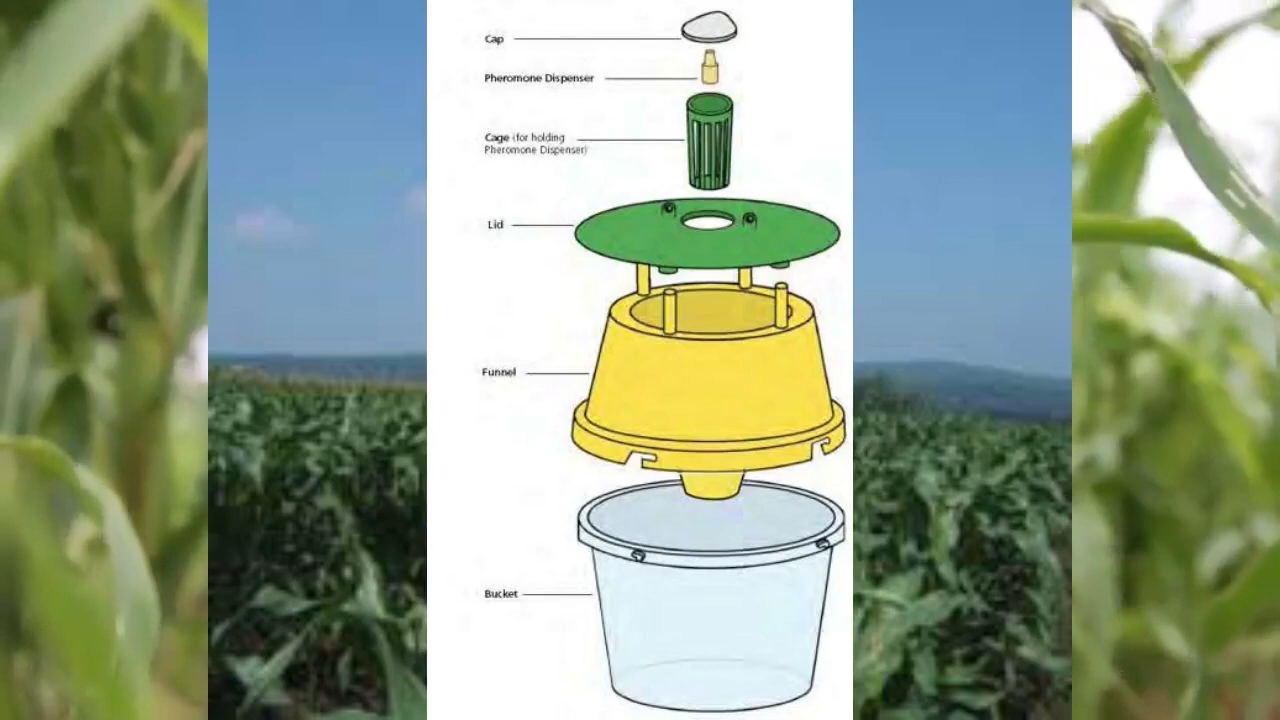 Cap
Pheromone Dispenser
Cage (for holding
Pheromone Dispenser)
Lid
Funnel
Bucket